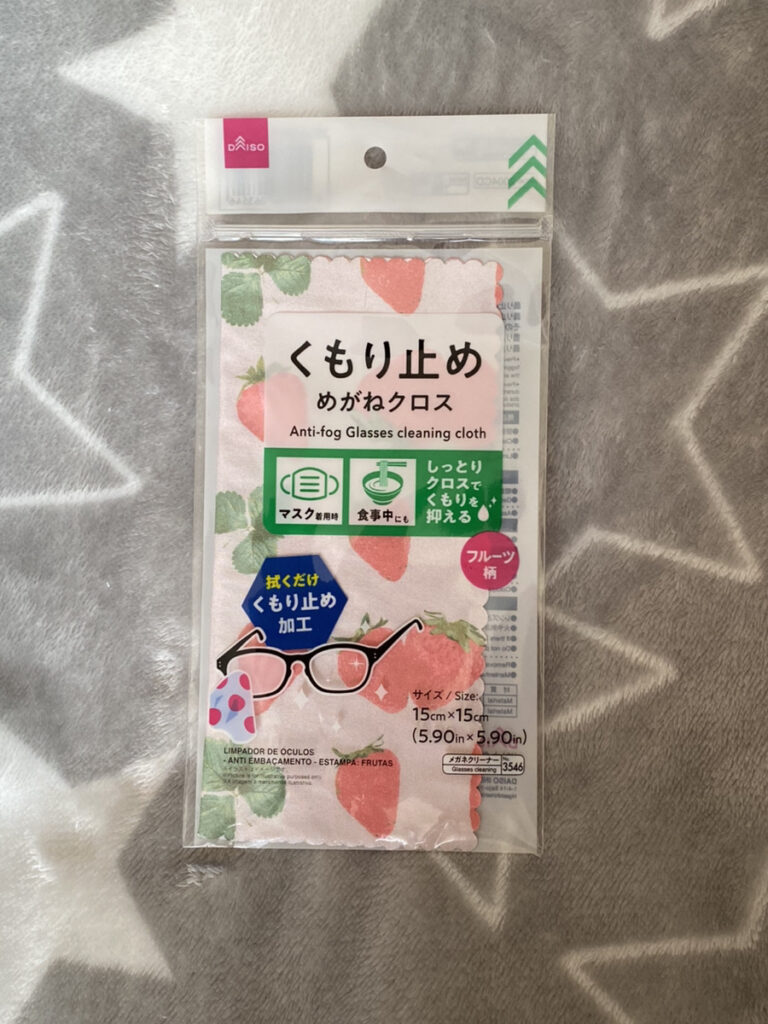 DAISO
くもり止め
めがねクロス
Anti-fog Glasses cleaning cloth
マスク着用時
食事中にも
しっとり
クロスで
くもりを
抑える
フルーツ
柄
拭くだけ
くもり止め
加工
サイズ / Size:
15cm×15cm
(5.90in×5.90in)
LIMPADOR DE ÓCULOS
- ANTI EMBAÇAMENTO - ESTAMPA: FRUTAS
メガネクリーナー
Glasses cleaning
No
3546